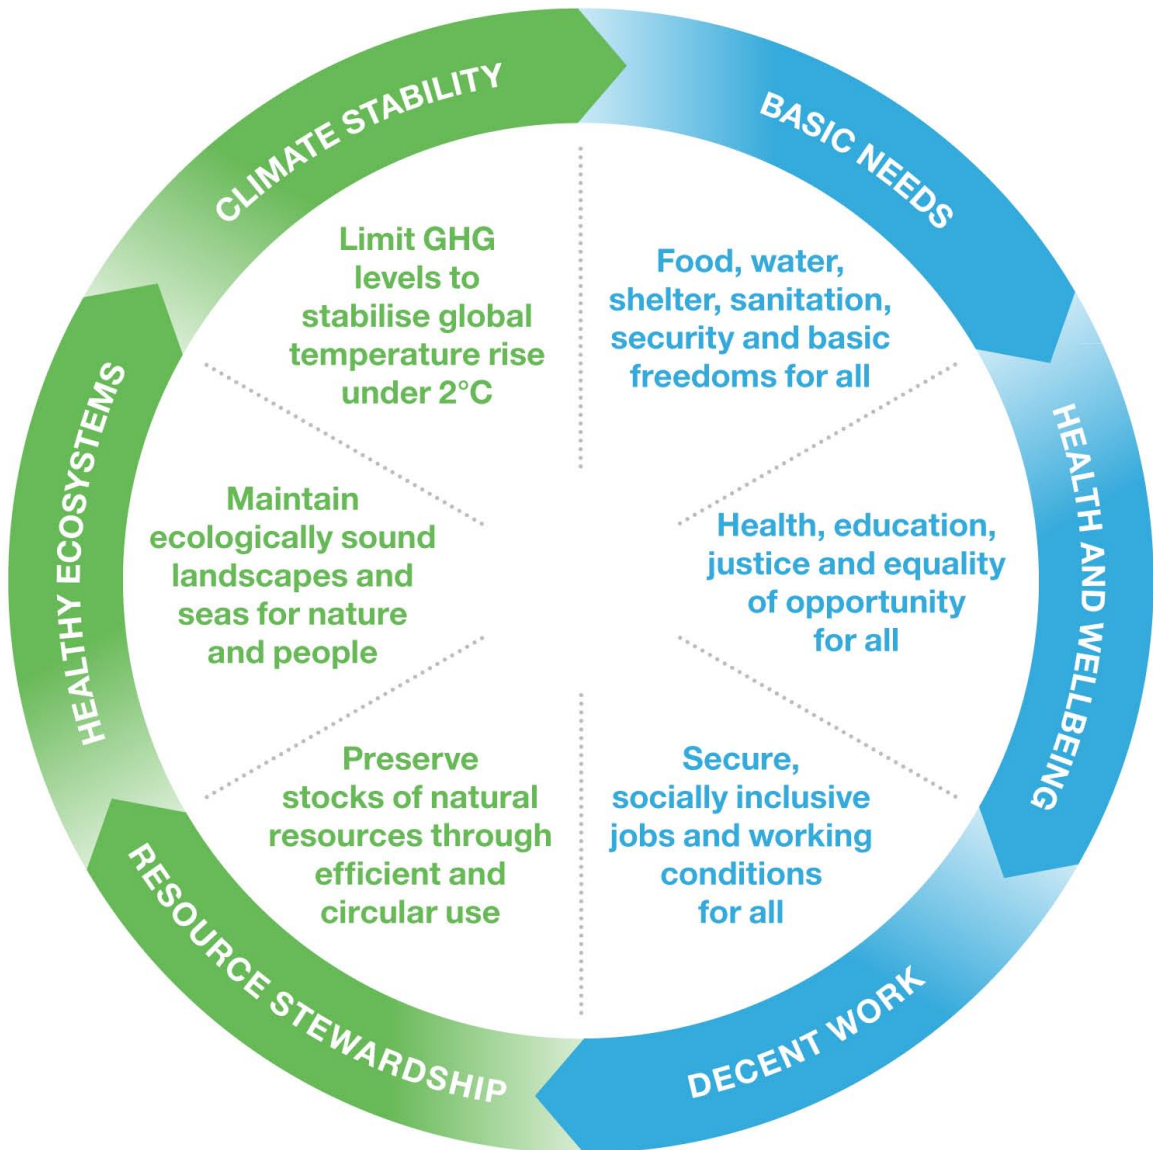 CLIMATE STABILITY
Limit GHG
levels to
stabilise global
temperature rise
under 2°C
BASIC NEEDS
Food, water,
shelter, sanitation,
security and basic
freedoms for all
HEALTH AND WELLBEING
Health, education,
justice and equality
of opportunity
for all
DECENT WORK
Secure,
socially inclusive
jobs and working
conditions
for all
RESOURCE STEWARDSHIP
Preserve
stocks of natural
resources through
efficient and
circular use
HEALTHY ECOSYSTEMS
Maintain
ecologically sound
landscapes and
seas for nature
and people